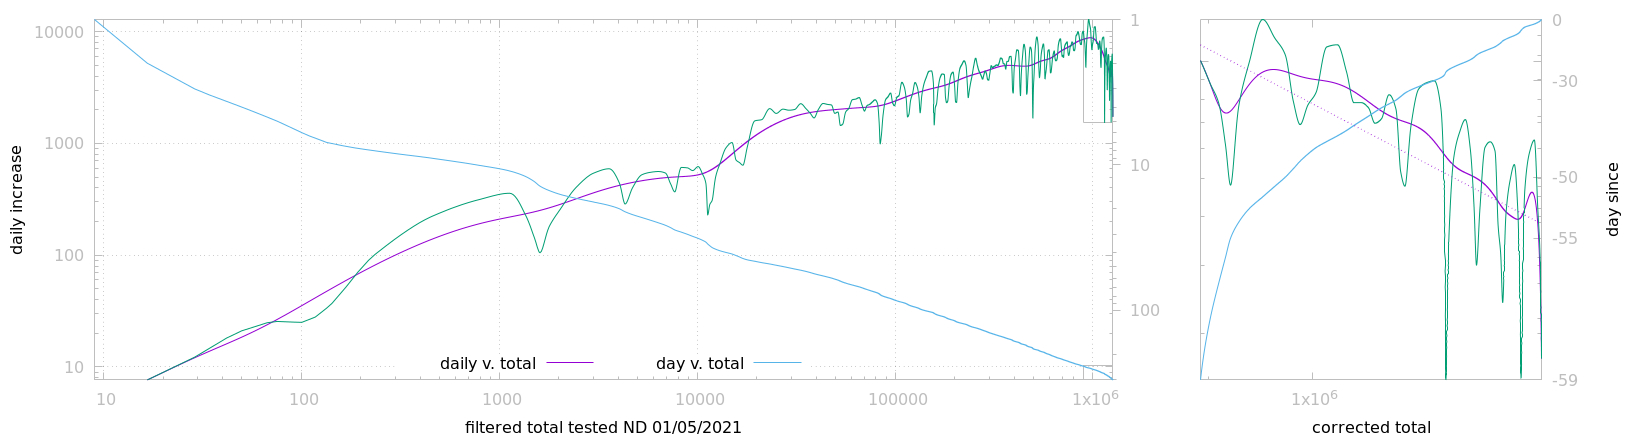 daily increase
10000
1000
100
10
10
100
1000
10000
100000
1x10^6
1
10
100
daily v. total
day v. total
filtered total tested ND 01/05/2021
0
-30
-50
-55
-59
day since
1x10^6
corrected total